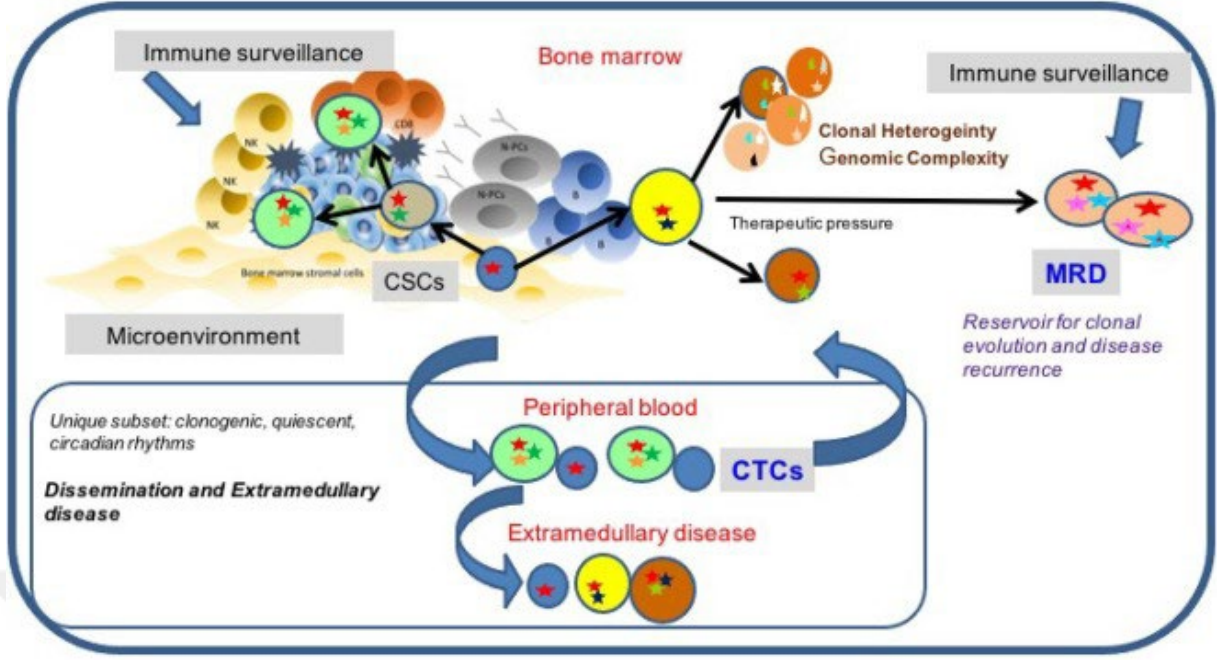 Immune surveillance
Bone marrow
Immune surveillance
CD8
NK
NK
NK
N-PCs
N-PCs
B
B
B
Clonal Heterogeinty
Genomic Complexity
Therapeutic pressure
Bone marrow stromal cells
CSCs
MRD
Microenvironment
Reservoir for clonal
evolution and disease
recurrence
Peripheral blood
Unique subset: clonogenic, quiescent,
circadian rhythms
CTCs
Dissemination and Extramedullary
disease
Extramedullary disease